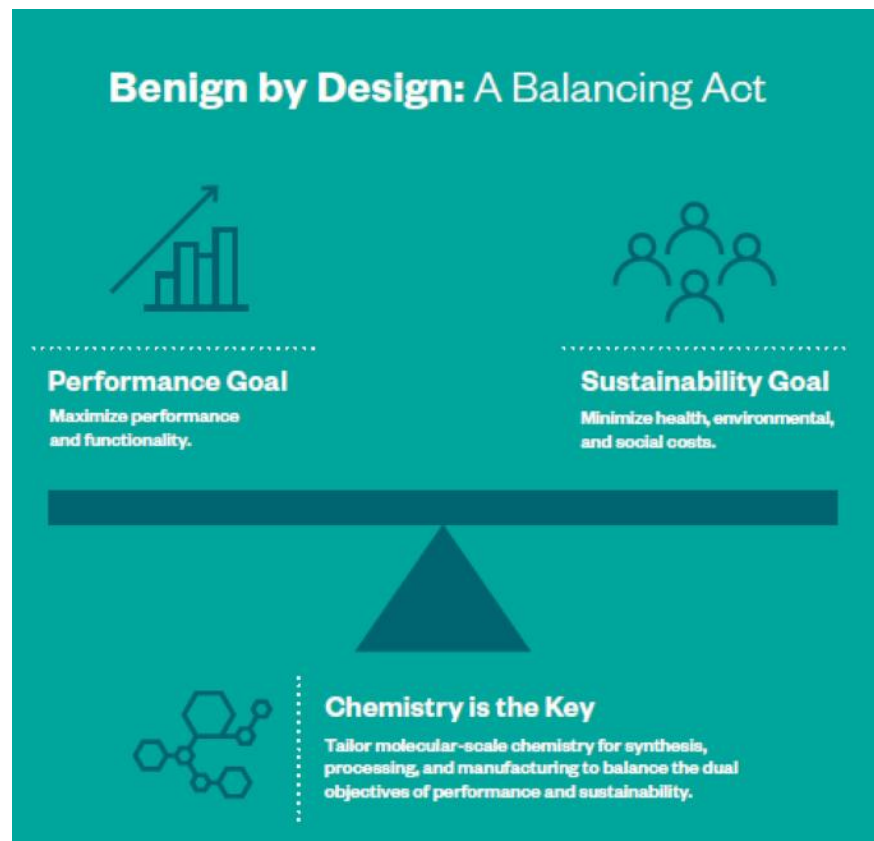 Benign by Design: A Balancing Act
Performance Goal
Maximize performance
and functionality.
Sustainability Goal
Minimize health, environmental,
and social costs.
Chemistry is the Key
Tailor molecular-scale chemistry for synthesis,
processing, and manufacturing to balance the dual
objectives of performance and sustainability.